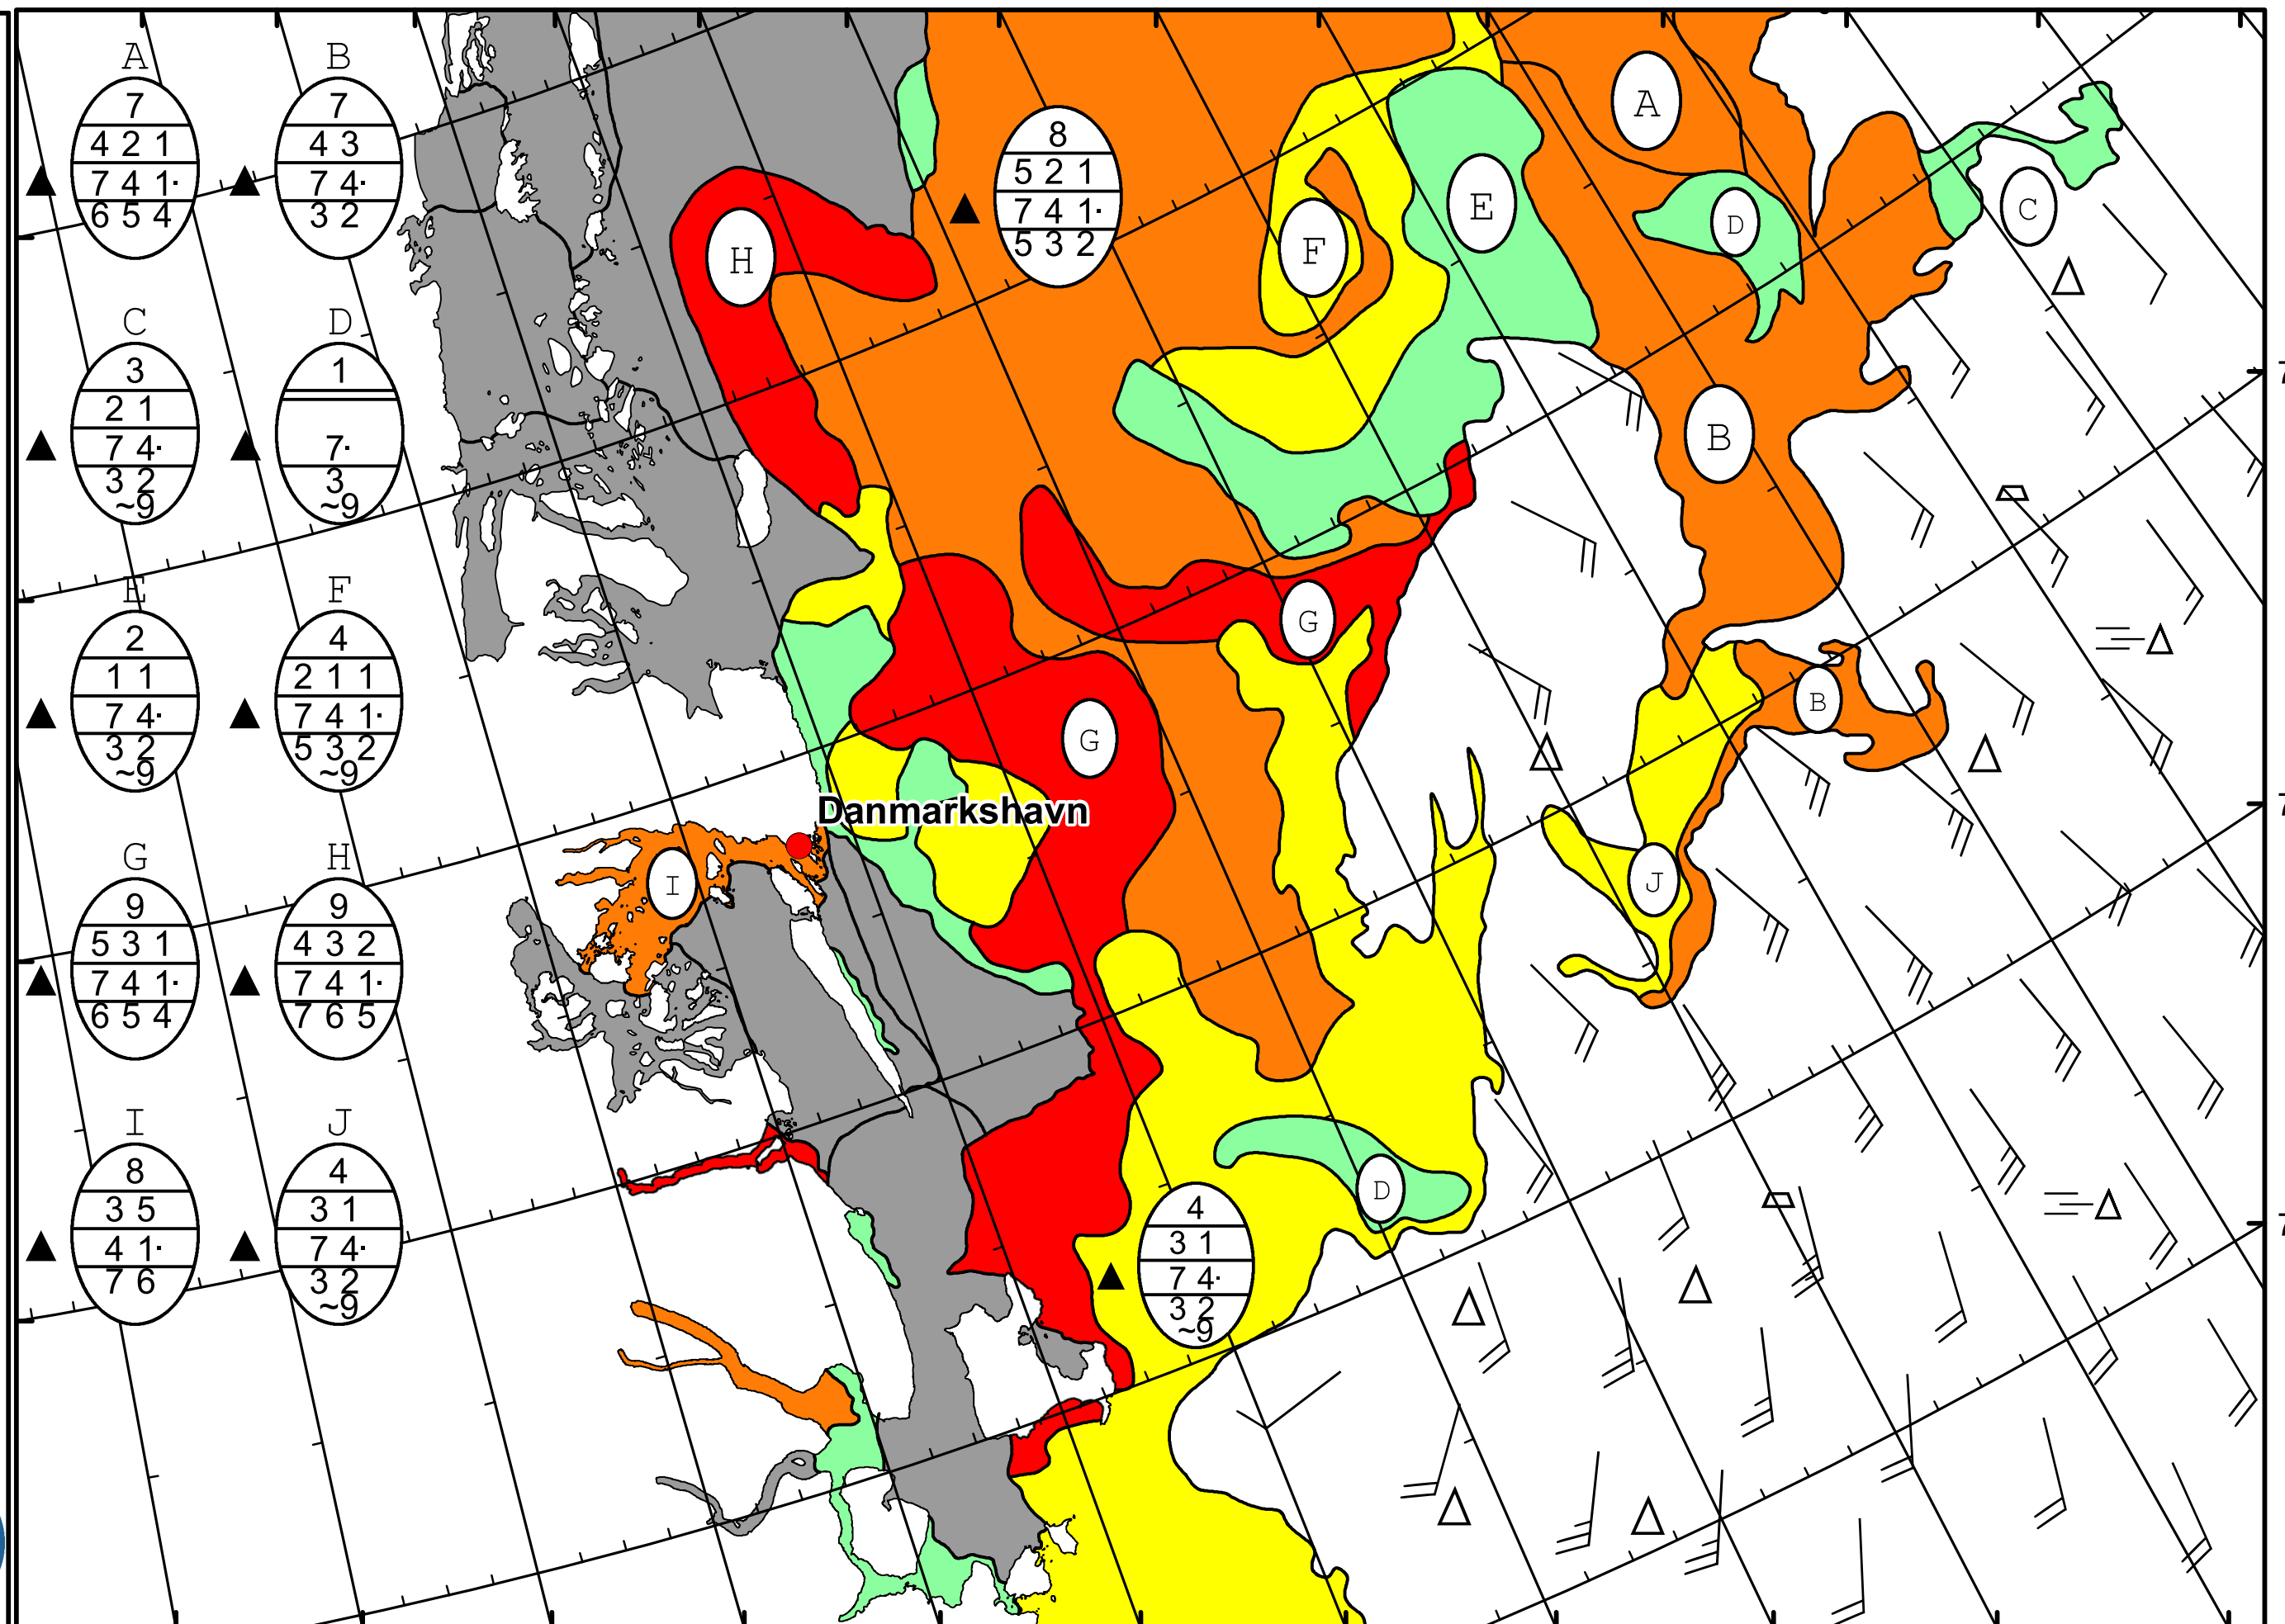 A
7
4 2 1
7 4 1·
6 5 4
B
7
4 3
7 4·
3 2
C
3
2 1
7 4·
3 2
~9
D
1
7·
3
~9
E
2
1 1
7 4·
3 2
~9
F
4
2 1 1
7 4 1·
5 3 2
~9
G
9
5 3 1
7 4 1·
6 5 4
H
9
4 3 2
7 4 1·
7 6 5
I
8
3 5
4 1·
7 6
J
4
3 1
7 4·
3 2
~9
8
5 2 1
7 4 1·
5 3 2
A
H
F
E
D
C
B
G
B
G
Danmarkshavn
I
J
D
4
3 1
7 4·
3 2
~9